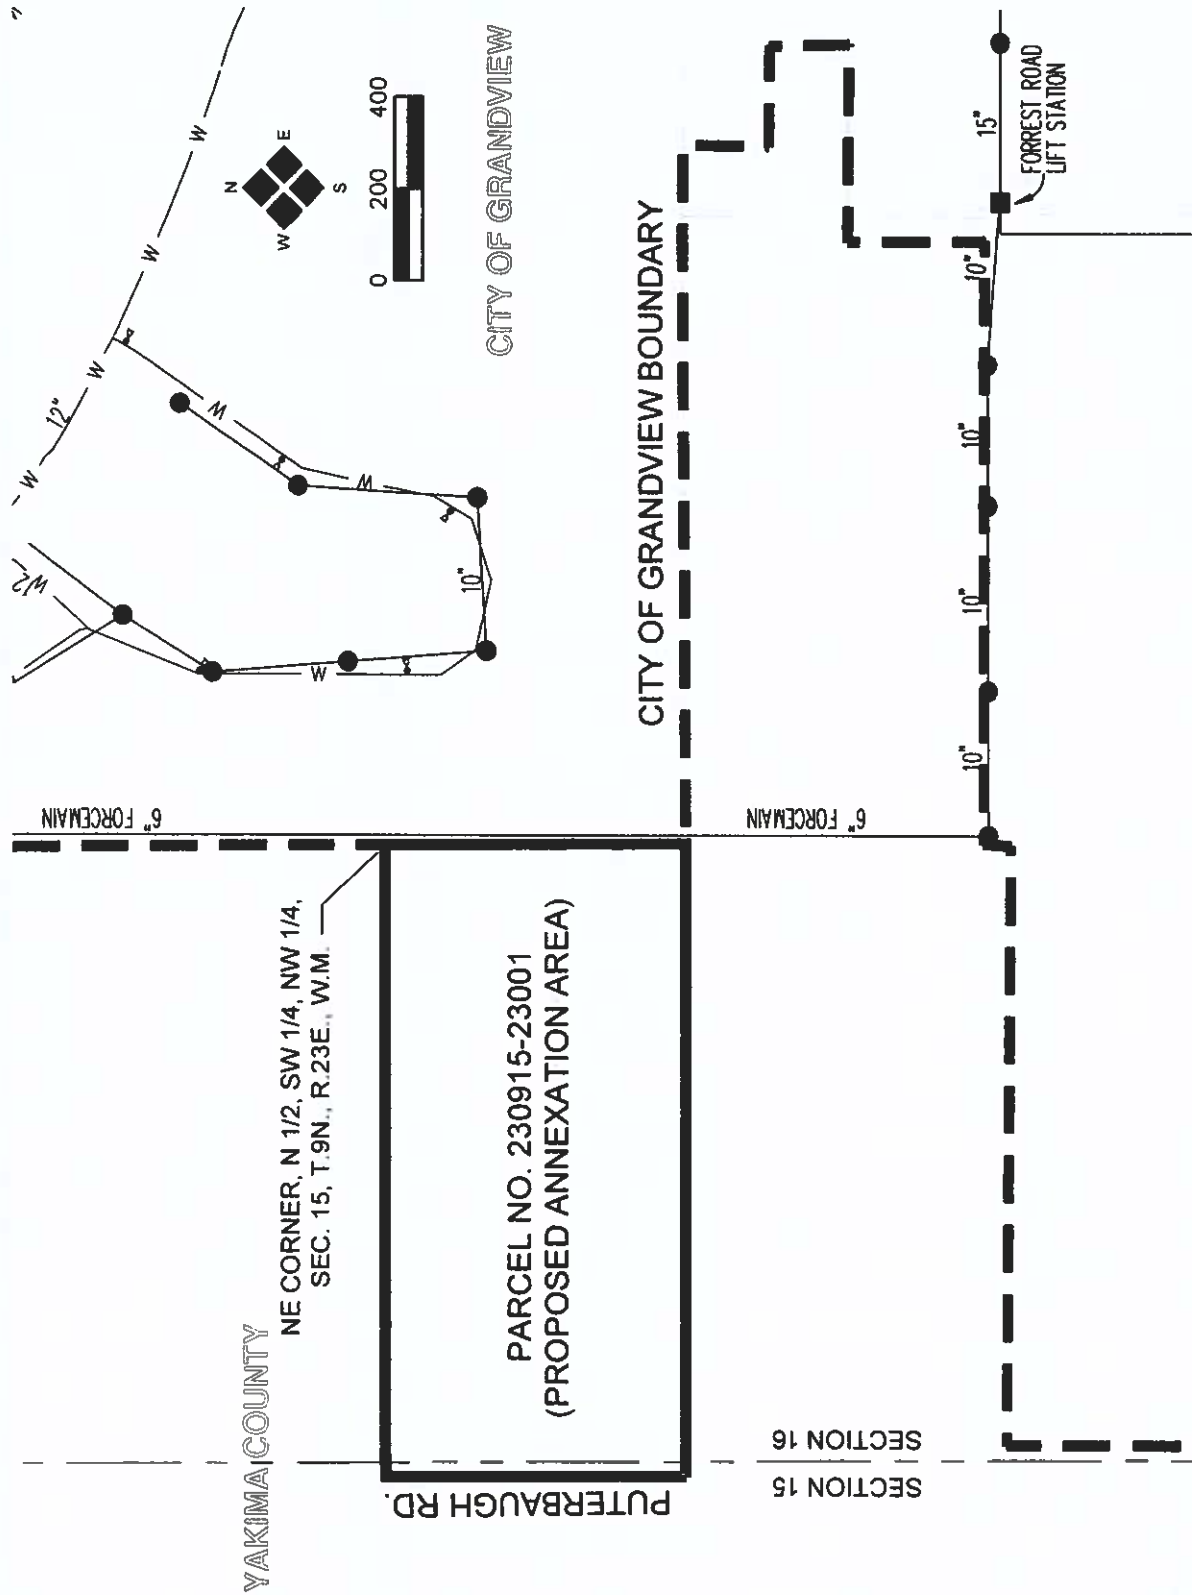 YAKIMA COUNTY
NE CORNER, N 1/2, SW 1/4, NW 1/4,
SEC. 15, T.9N., R.23E., W.M.
PARCEL NO. 230915-23001
(PROPOSED ANNEXATION AREA)
PUTERBAUGH RD.
SECTION 16
SECTION 15
6" FORCEMAIN
6" FORCEMAIN
CITY OF GRANDVIEW BOUNDARY
CITY OF GRANDVIEW
N
E
S
W
0
200
400
12"
W
W
W
W
W
W
W
W
10"
10"
10"
10"
10"
10"
15"
FORREST ROAD
LIFT STATION